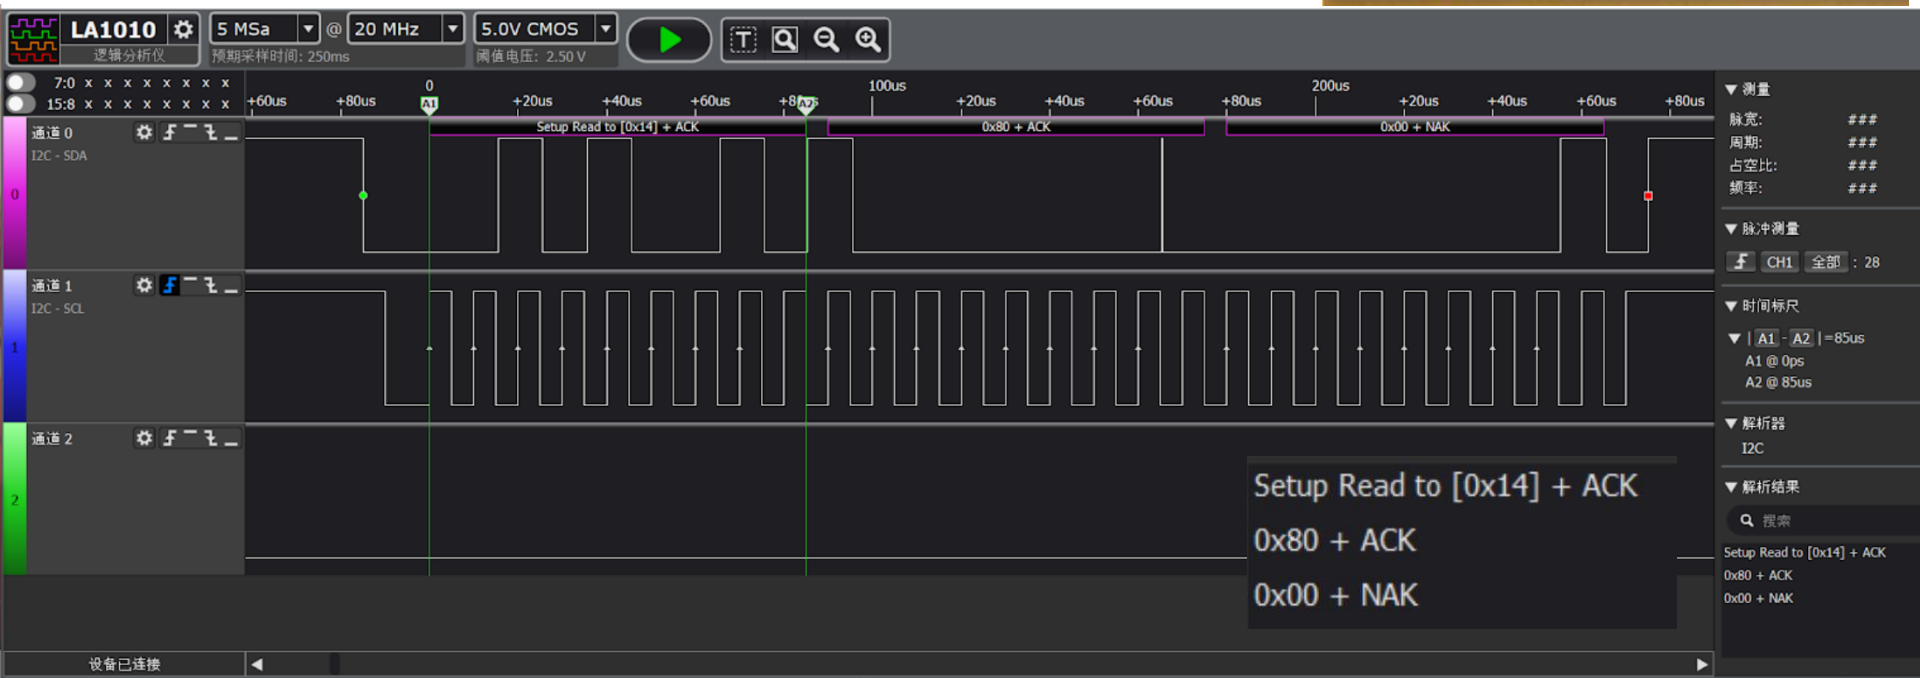 LA1010
逻辑分析仪
5 MSa @ 20 MHz
预期采样时间: 250ms
5.0V CMOS
阈值电压: 2.50 V
7:0 x x x x x x x x
15:8 x x x x x x x x
0 100us 200us
+60us +80us A1 +20us +40us +60us +80us A2 +20us +40us +60us +80us +20us +40us +60us +80us
通道 0
I2C - SDA
0
Setup Read to [0x14] + ACK
0x80 + ACK
0x00 + NAK
通道 1
I2C - SCL
1
通道 2
2
Setup Read to [0x14] + ACK
0x80 + ACK
0x00 + NAK
设备已连接
测量
脉宽: ###
周期: ###
占空比: ###
频率: ###
脉冲测量
CH1 全部 : 28
时间标尺
| A1 - A2 | =85us
A1 @ 0ps
A2 @ 85us
解析器
I2C
解析结果
搜索
Setup Read to [0x14] + ACK
0x80 + ACK
0x00 + NAK